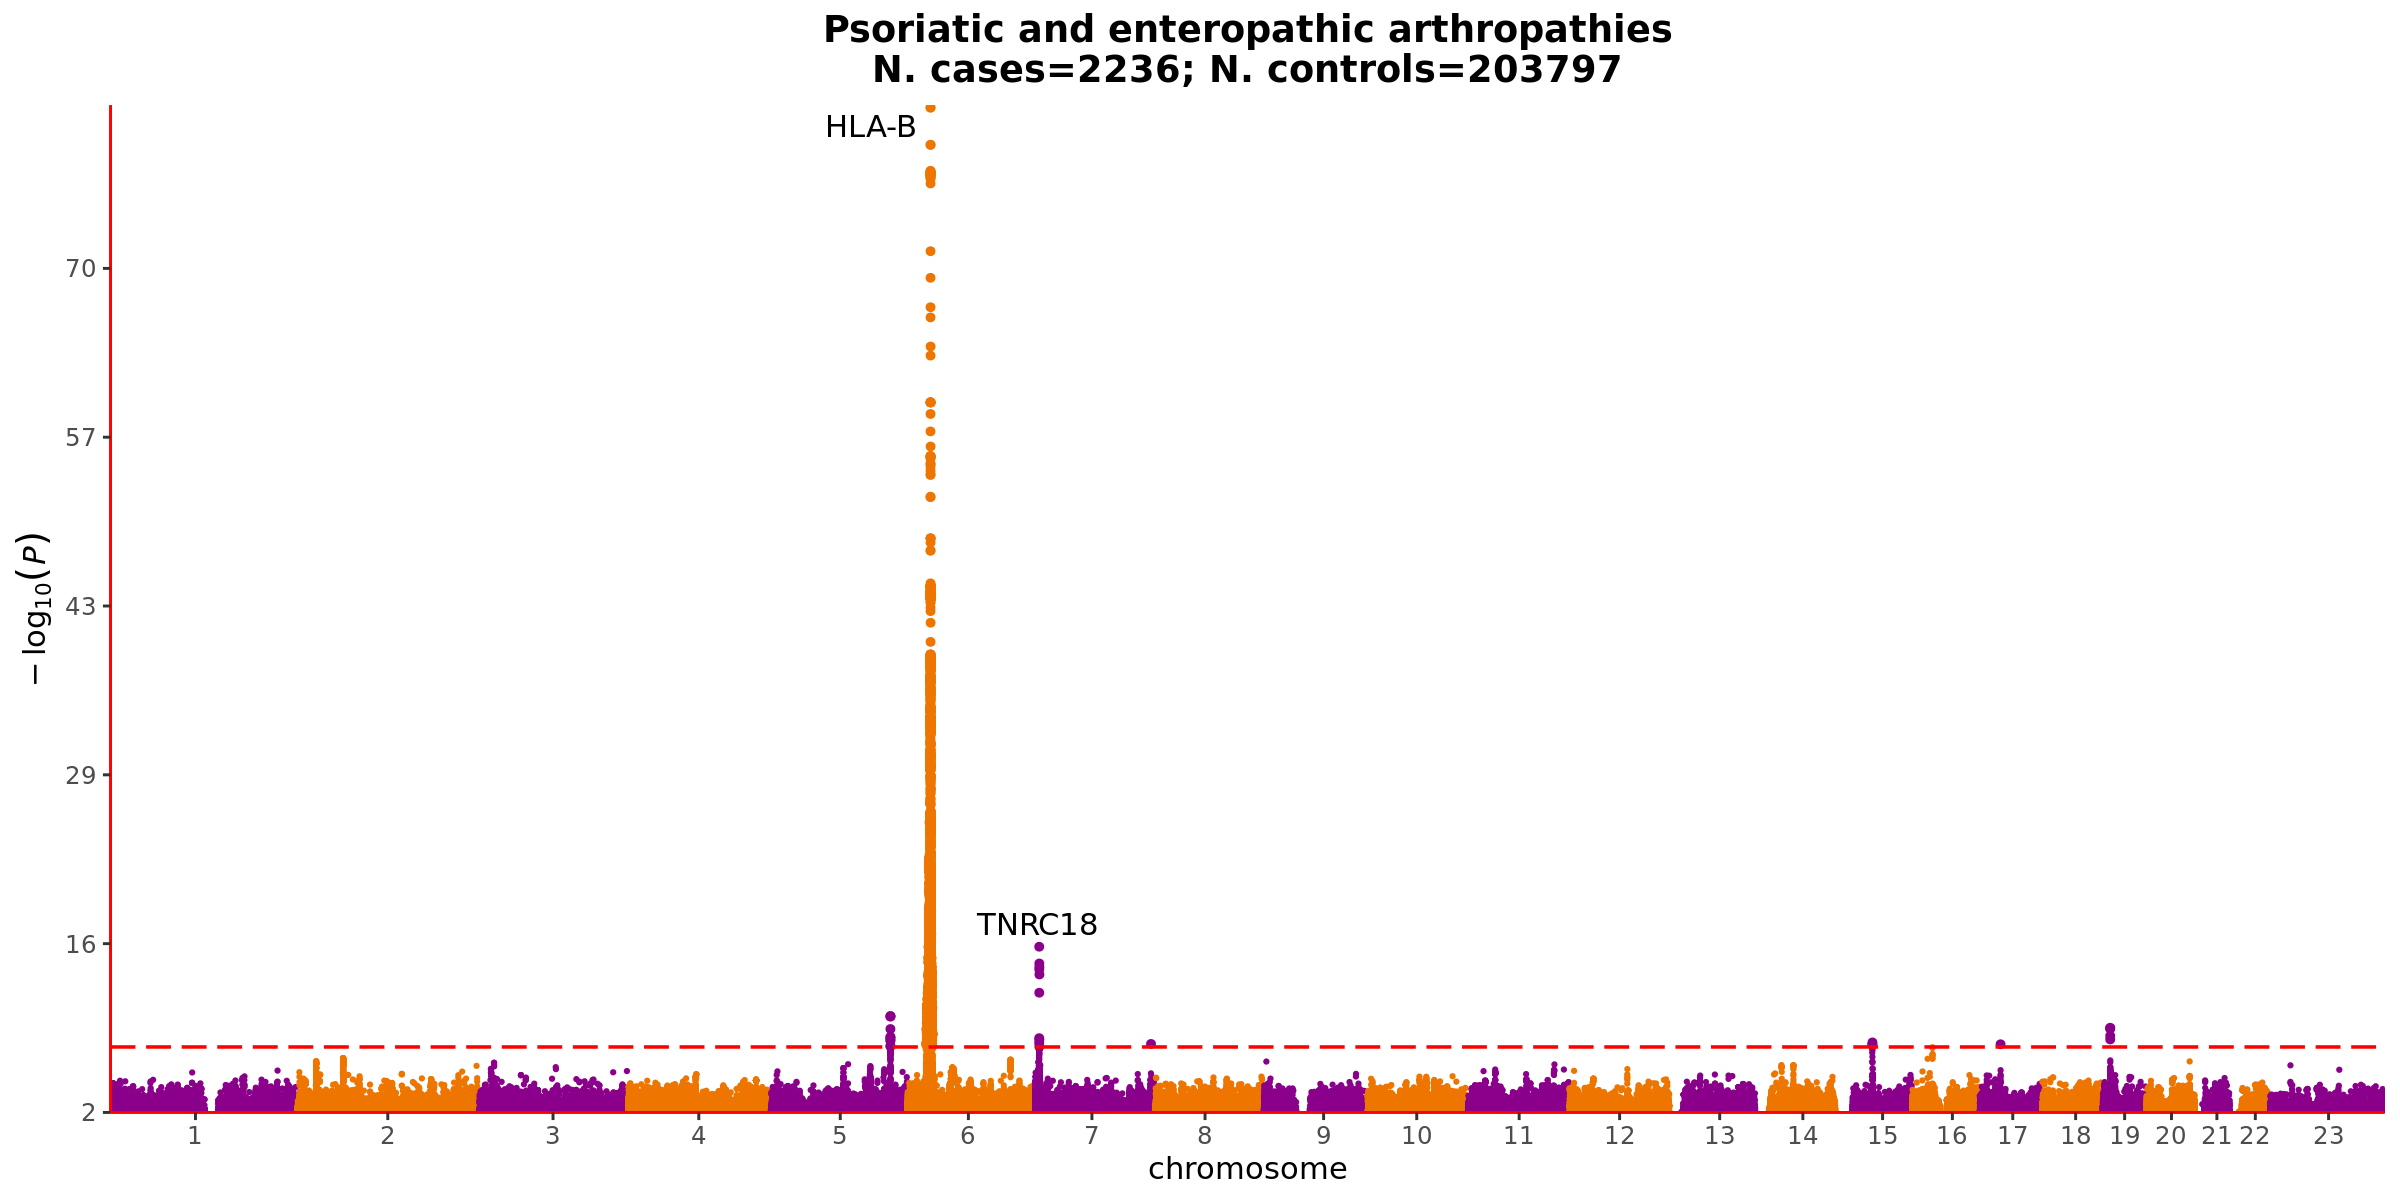 Psoriatic and enteropathic arthropathies
N. cases=2236; N. controls=203797
HLA-B
70
57
− log10(P)
43
29
TNRC18
16
2
1 2 3 4 5 6 7 8 9 10 11 12 13 14 15 16 17 18 19 20 21 22 23
chromosome